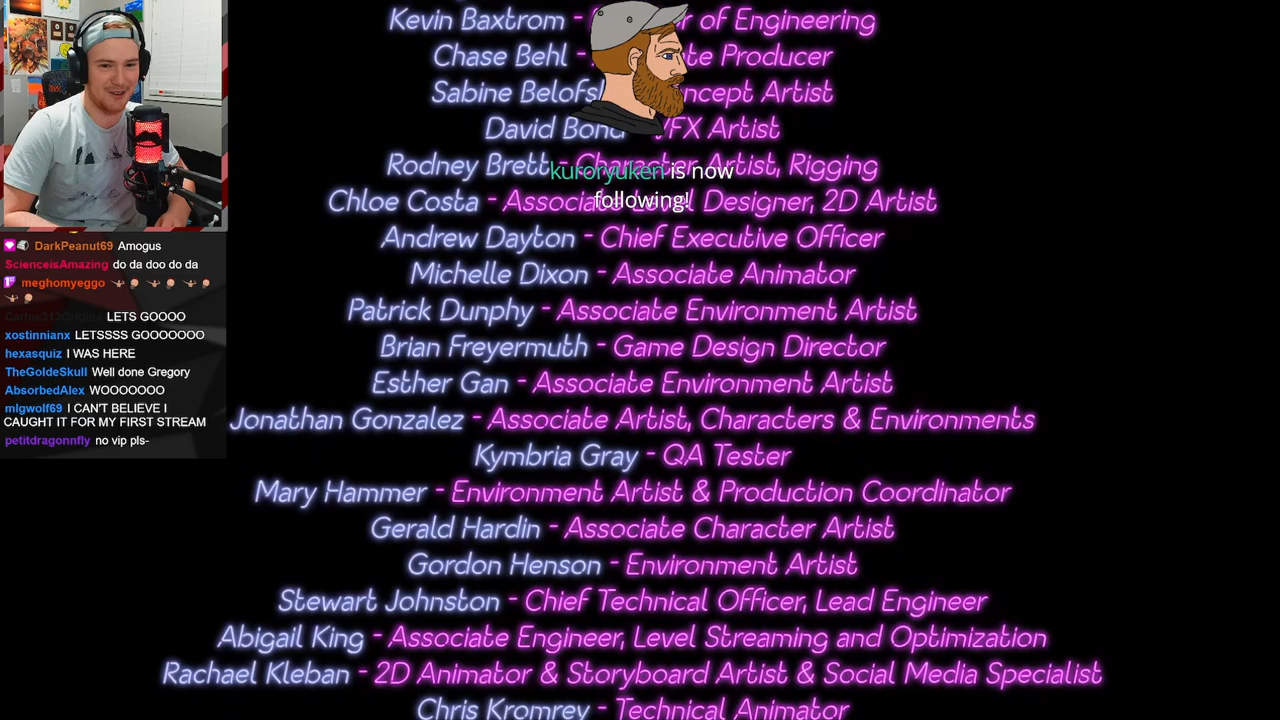 Kevin Baxtrom - of Engineering
Chase Behl - Producer
Sabine Concept Artist
David Bond - VFX Artist
Rodney Brett - Character Artist, Rigging
kuroryuken is now
following!
Chloe Costa - Associate Level Designer, 2D Artist
Andrew Dayton - Chief Executive Officer
Michelle Dixon - Associate Animator
Patrick Dunphy - Associate Environment Artist
Brian Freyermuth - Game Design Director
Esther Gan - Associate Environment Artist
Jonathan Gonzalez - Associate Artist, Characters & Environments
Kymbria Gray - QA Tester
Mary Hammer - Environment Artist & Production Coordinator
Gerald Hardin - Associate Character Artist
Gordon Henson - Environment Artist
Stewart Johnston - Chief Technical Officer, Lead Engineer
Abigail King - Associate Engineer, Level Streaming and Optimization
Rachael Kleban - 2D Animator & Storyboard Artist & Social Media Specialist
Chris Kromrey - Technical Animator
DarkPeanut69 Amogus
ScienceisAmazing do da doo do da
meghomyeggo
LETS GOOOO
xostinnianx LETSSSS GOOOOOOO
hexasquiz I WAS HERE
TheGoldeSkull Well done Gregory
AbsorbedAlex WOOOOOOO
mlgwolf69 I CAN'T BELIEVE I
CAUGHT IT FOR MY FIRST STREAM
petitdragonnfly no vip pls-